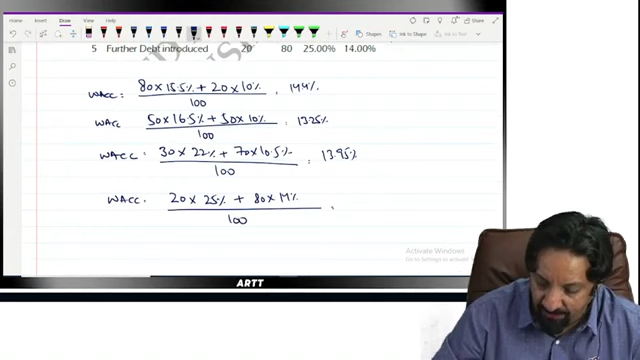 File Home Insert Draw View Help
Share
Ink to Shape Ink to Text
5 Further Debt introduced 20 80 25.00% 14.00%
WACC: 80 x 15.5% + 20 x 10% / 100 : 14.4%
WACC 50 x 16.5% + 50 x 10% / 100 : 13.25%
WACC: 30 x 22% + 70 x 10.5% / 100 : 13.95%
WACC. 20 x 25% + 80 x 14% / 100 :
Activate Windows
Go to Settings to activate Windows.
ARTT